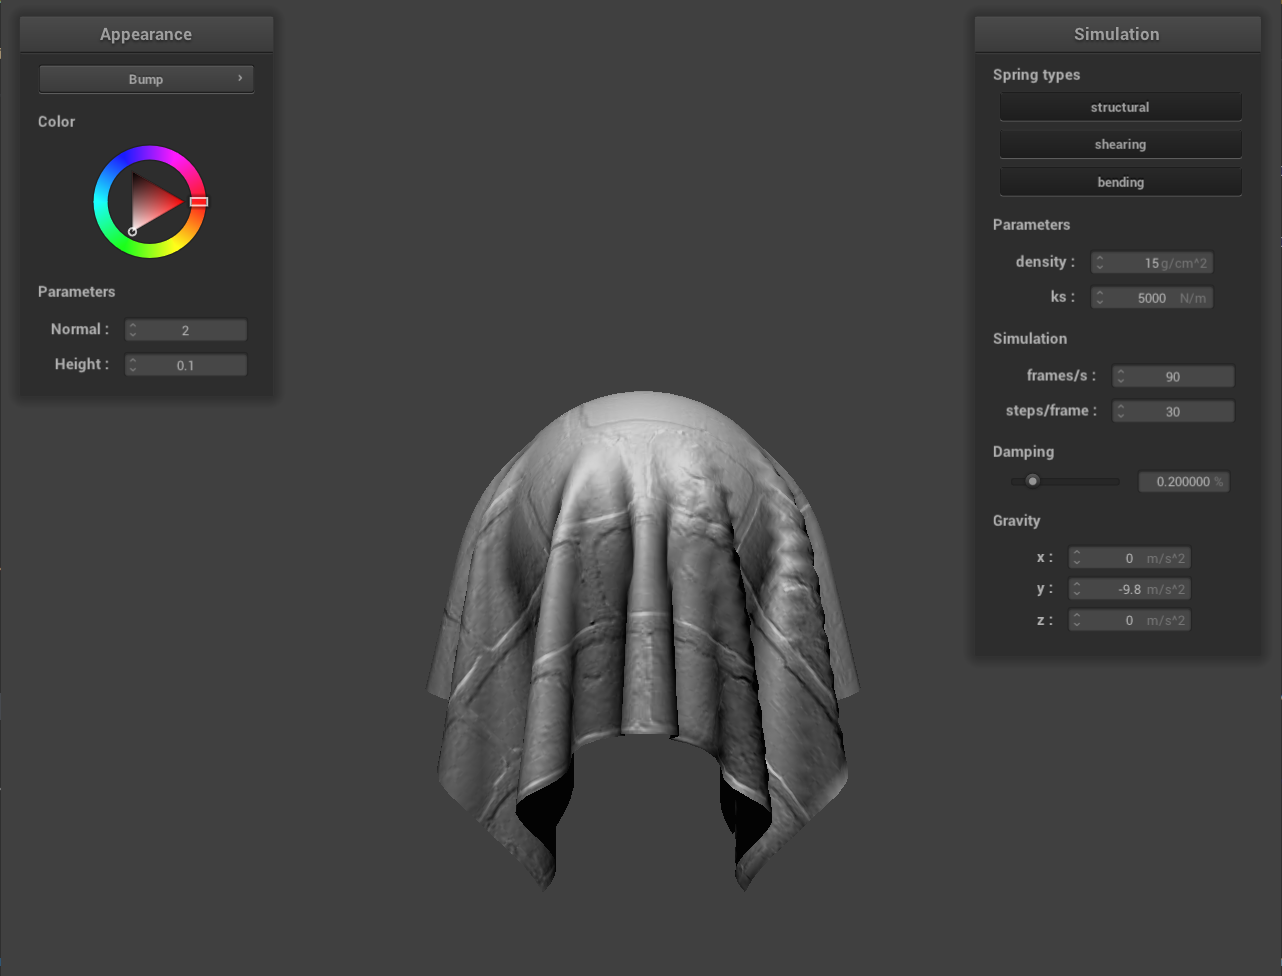 Appearance
Bump
Color
Parameters
Normal : 2
Height : 0.1
Simulation
Spring types
structural
shearing
bending
Parameters
density : 15 g/cm^2
ks : 5000 N/m
Simulation
frames/s : 90
steps/frame : 30
Damping
0.200000 %
Gravity
x : 0 m/s^2
y : -9.8 m/s^2
z : 0 m/s^2